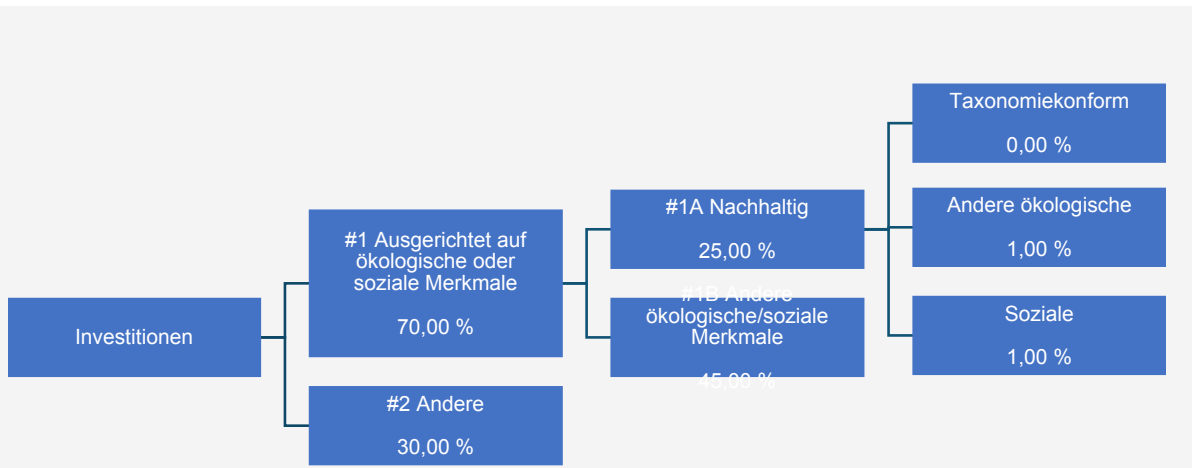 Investitionen
#1 Ausgerichtet auf
ökologische oder
soziale Merkmale
70,00 %
#2 Andere
30,00 %
#1A Nachhaltig
25,00 %
#1B Andere
ökologische/soziale
Merkmale
45,00 %
Taxonomiekonform
0,00 %
Andere ökologische
1,00 %
Soziale
1,00 %